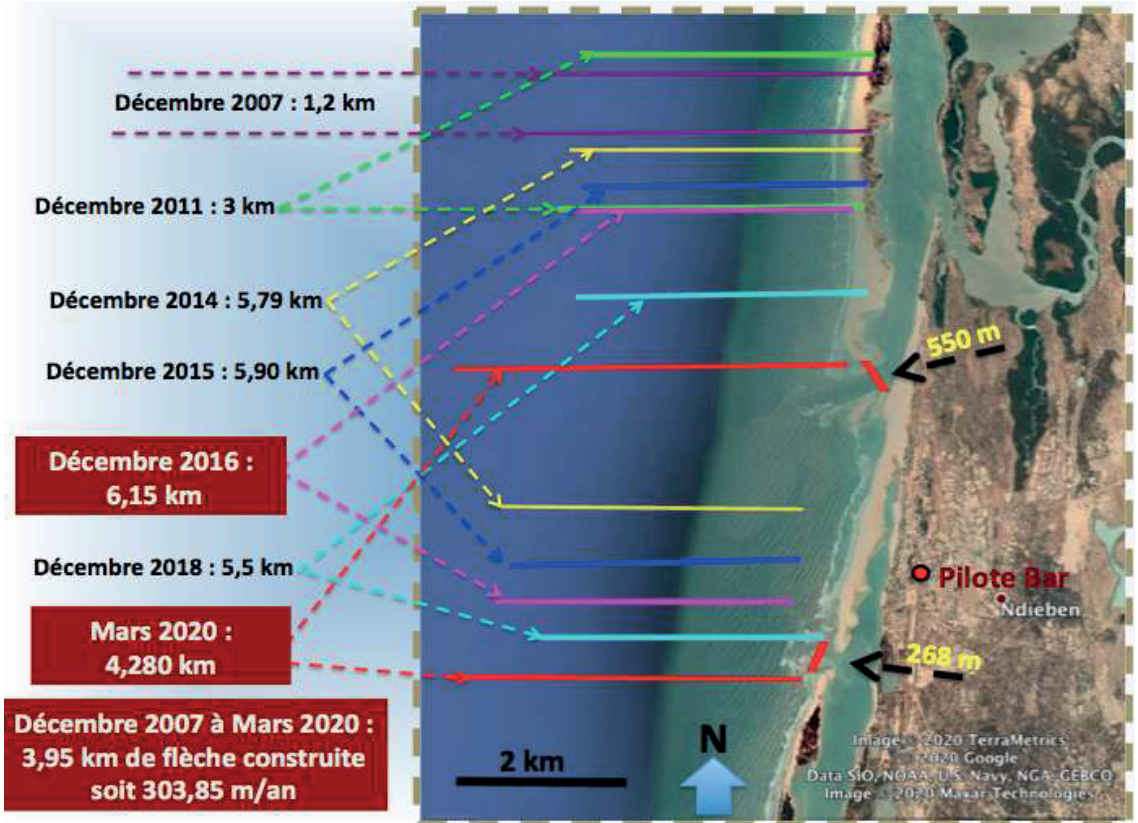 Décembre 2007 : 1,2 km
Décembre 2011 : 3 km
Décembre 2014 : 5,79 km
Décembre 2015 : 5,90 km
Décembre 2016 :
6,15 km
Décembre 2018 : 5,5 km
Mars 2020 :
4,280 km
Décembre 2007 à Mars 2020 :
3,95 km de flèche construite
soit 303,85 m/an
550 m
Pilote Bar
Ndiében
268 m
2 km
N
Image © 2020 TerraMetrics
© 2020 Google
Data SIO, NOAA, U.S. Navy, NGA, GEBCO
Image © 2020 Maxar Technologies